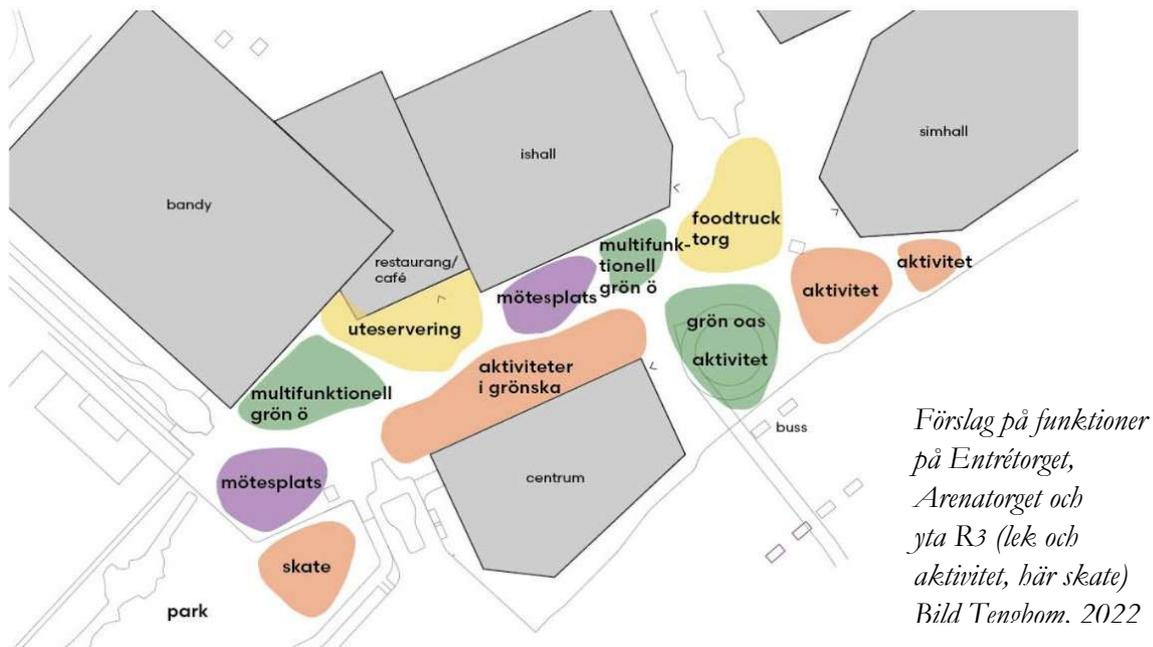 simhall
ishall
bandy
foodtruck
torg
multifunk-
tionell
grön ö
restaurang/
café
aktivitet
aktivitet
mötesplats
uteservering
grön oas
aktivitet
aktiviteter
i grönska
multifunktionell
grön ö
buss
centrum
mötesplats
skate
park
Förslag på funktioner
på Entrétorget,
Arenatorget och
yta R3 (lek och
aktivitet, här skate)
Bild Tengbom. 2022